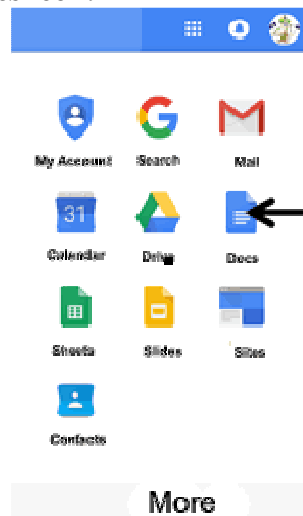 My Account Search Mail
31
Calendar Drive Docs
Sheets Slides Sites
Contacts
More